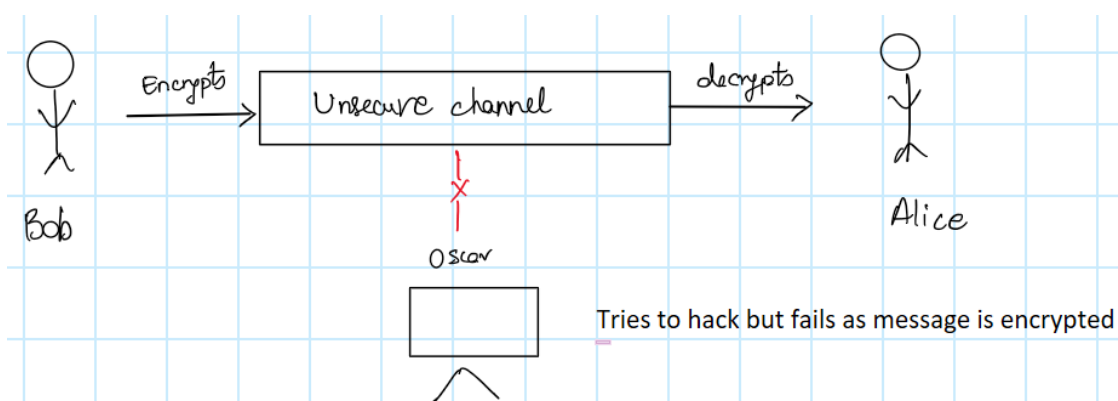 Encrypts
Unsecure channel
decrypts
Bob
Alice
Oscar
Tries to hack but fails as message is encrypted